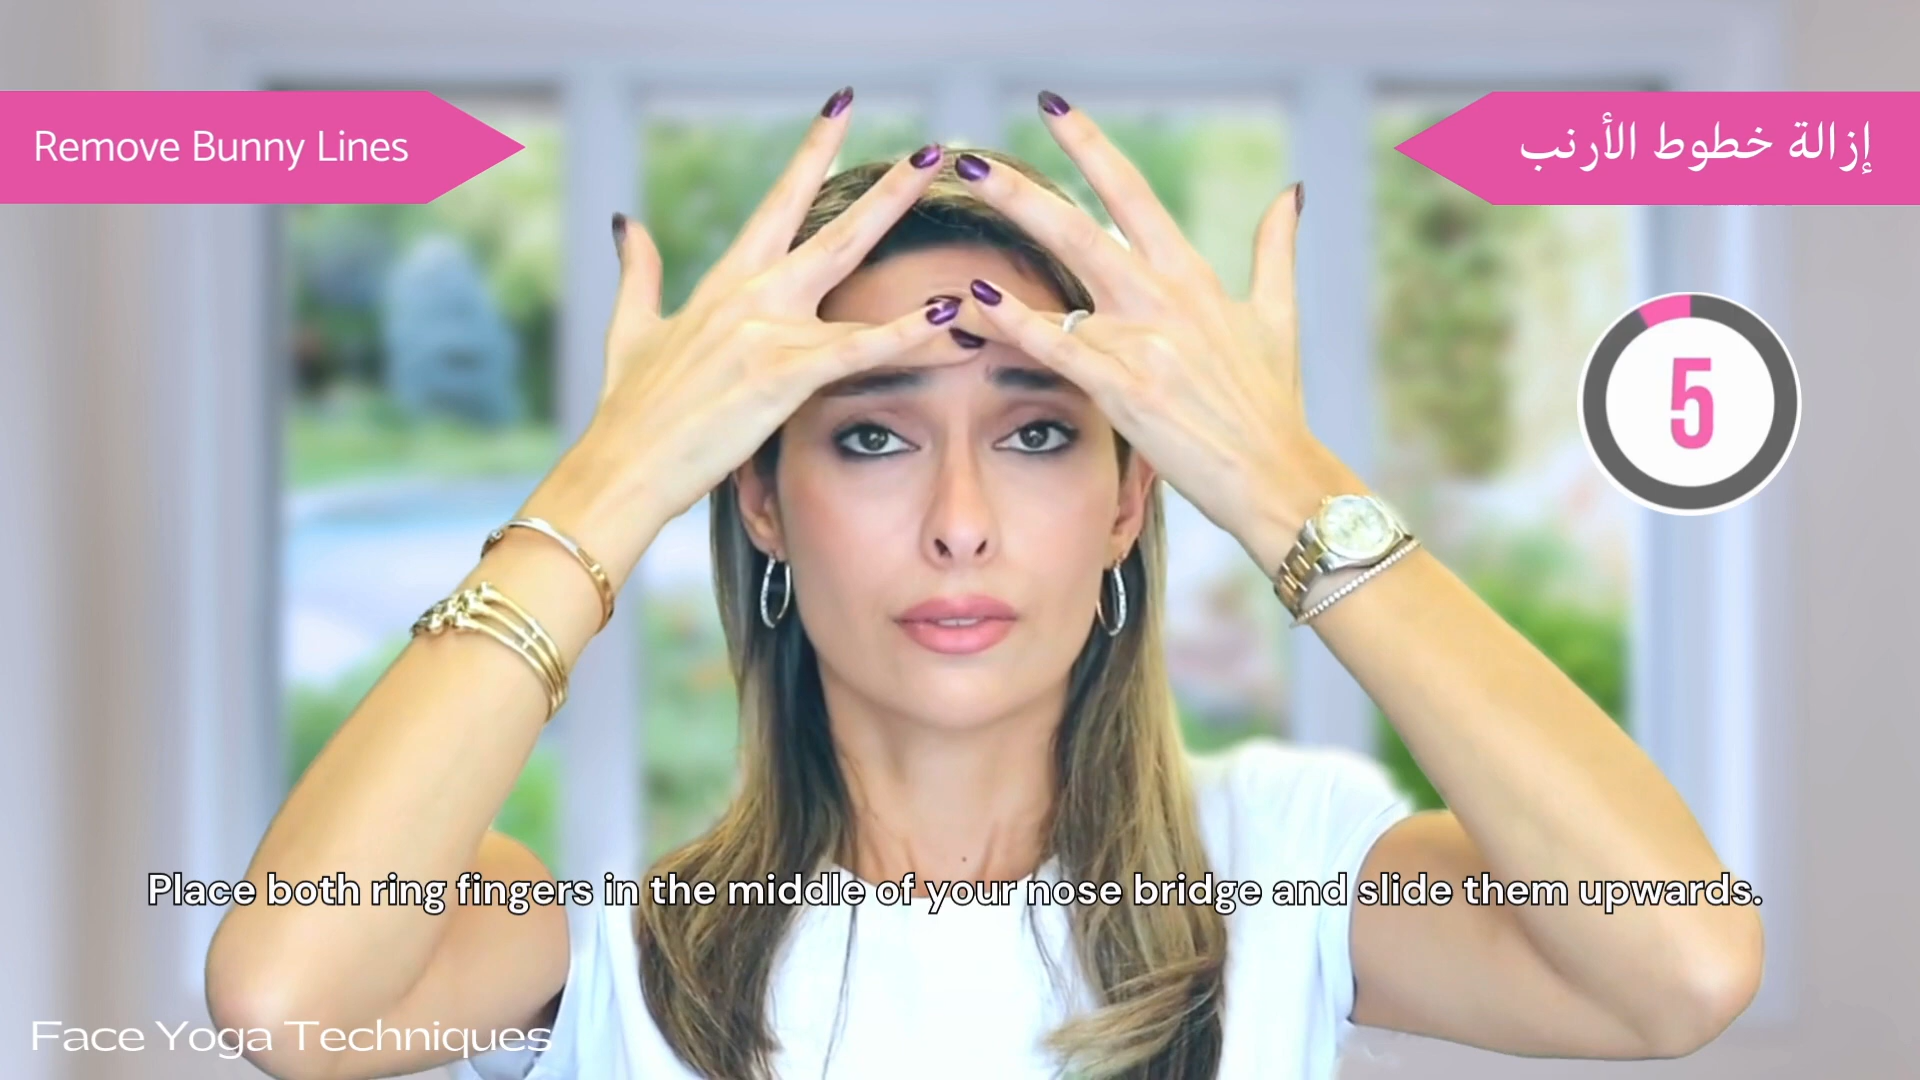 Remove Bunny Lines
إزالة خطوط الأرنب
5
Place both ring fingers in the middle of your nose bridge and slide them upwards.
Face Yoga Techniques